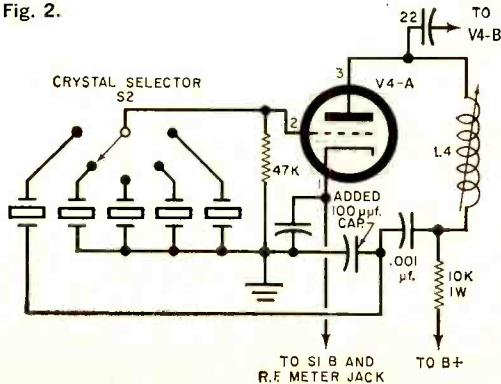 Fig. 2.
22
TO
V4-B
CRYSTAL SELECTOR
S2
3
V4-A
2
47K
1
L4
ADDED
100 μμf.
CAP.
.001
μf.
10K
1W
TO S1 B AND
R.F. METER JACK
TO B+